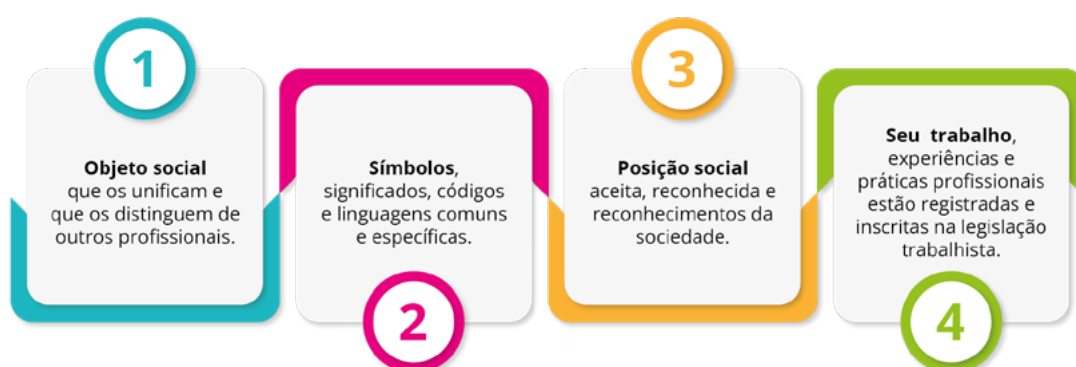 1
Objeto social
que os unificam e
que os distinguem de
outros profissionais.
Símbolos,
significados, códigos
e linguagens comuns
e específicas.
2
3
Posição social
aceita, reconhecida e
reconhecimentos da
sociedade.
Seu trabalho,
experiências e
práticas profissionais
estão registradas e
inscritas na legislação
trabalhista.
4